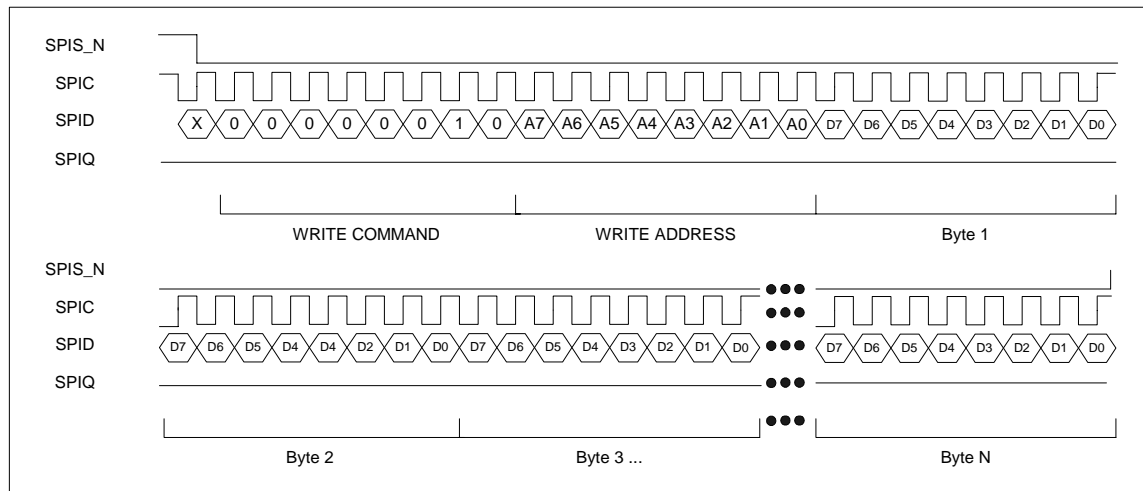 SPIS_N
SPIC
SPID X 0 0 0 0 0 0 1 0 A7 A6 A5 A4 A3 A2 A1 A0 D7 D6 D5 D4 D3 D2 D1 D0
SPIQ
WRITE COMMAND WRITE ADDRESS Byte 1
SPIS_N
SPIC
SPID D7 D6 D5 D4 D4 D2 D1 D0 D7 D6 D5 D4 D3 D2 D1 D0 D7 D6 D5 D4 D3 D2 D1 D0
SPIQ
Byte 2 Byte 3 ... Byte N